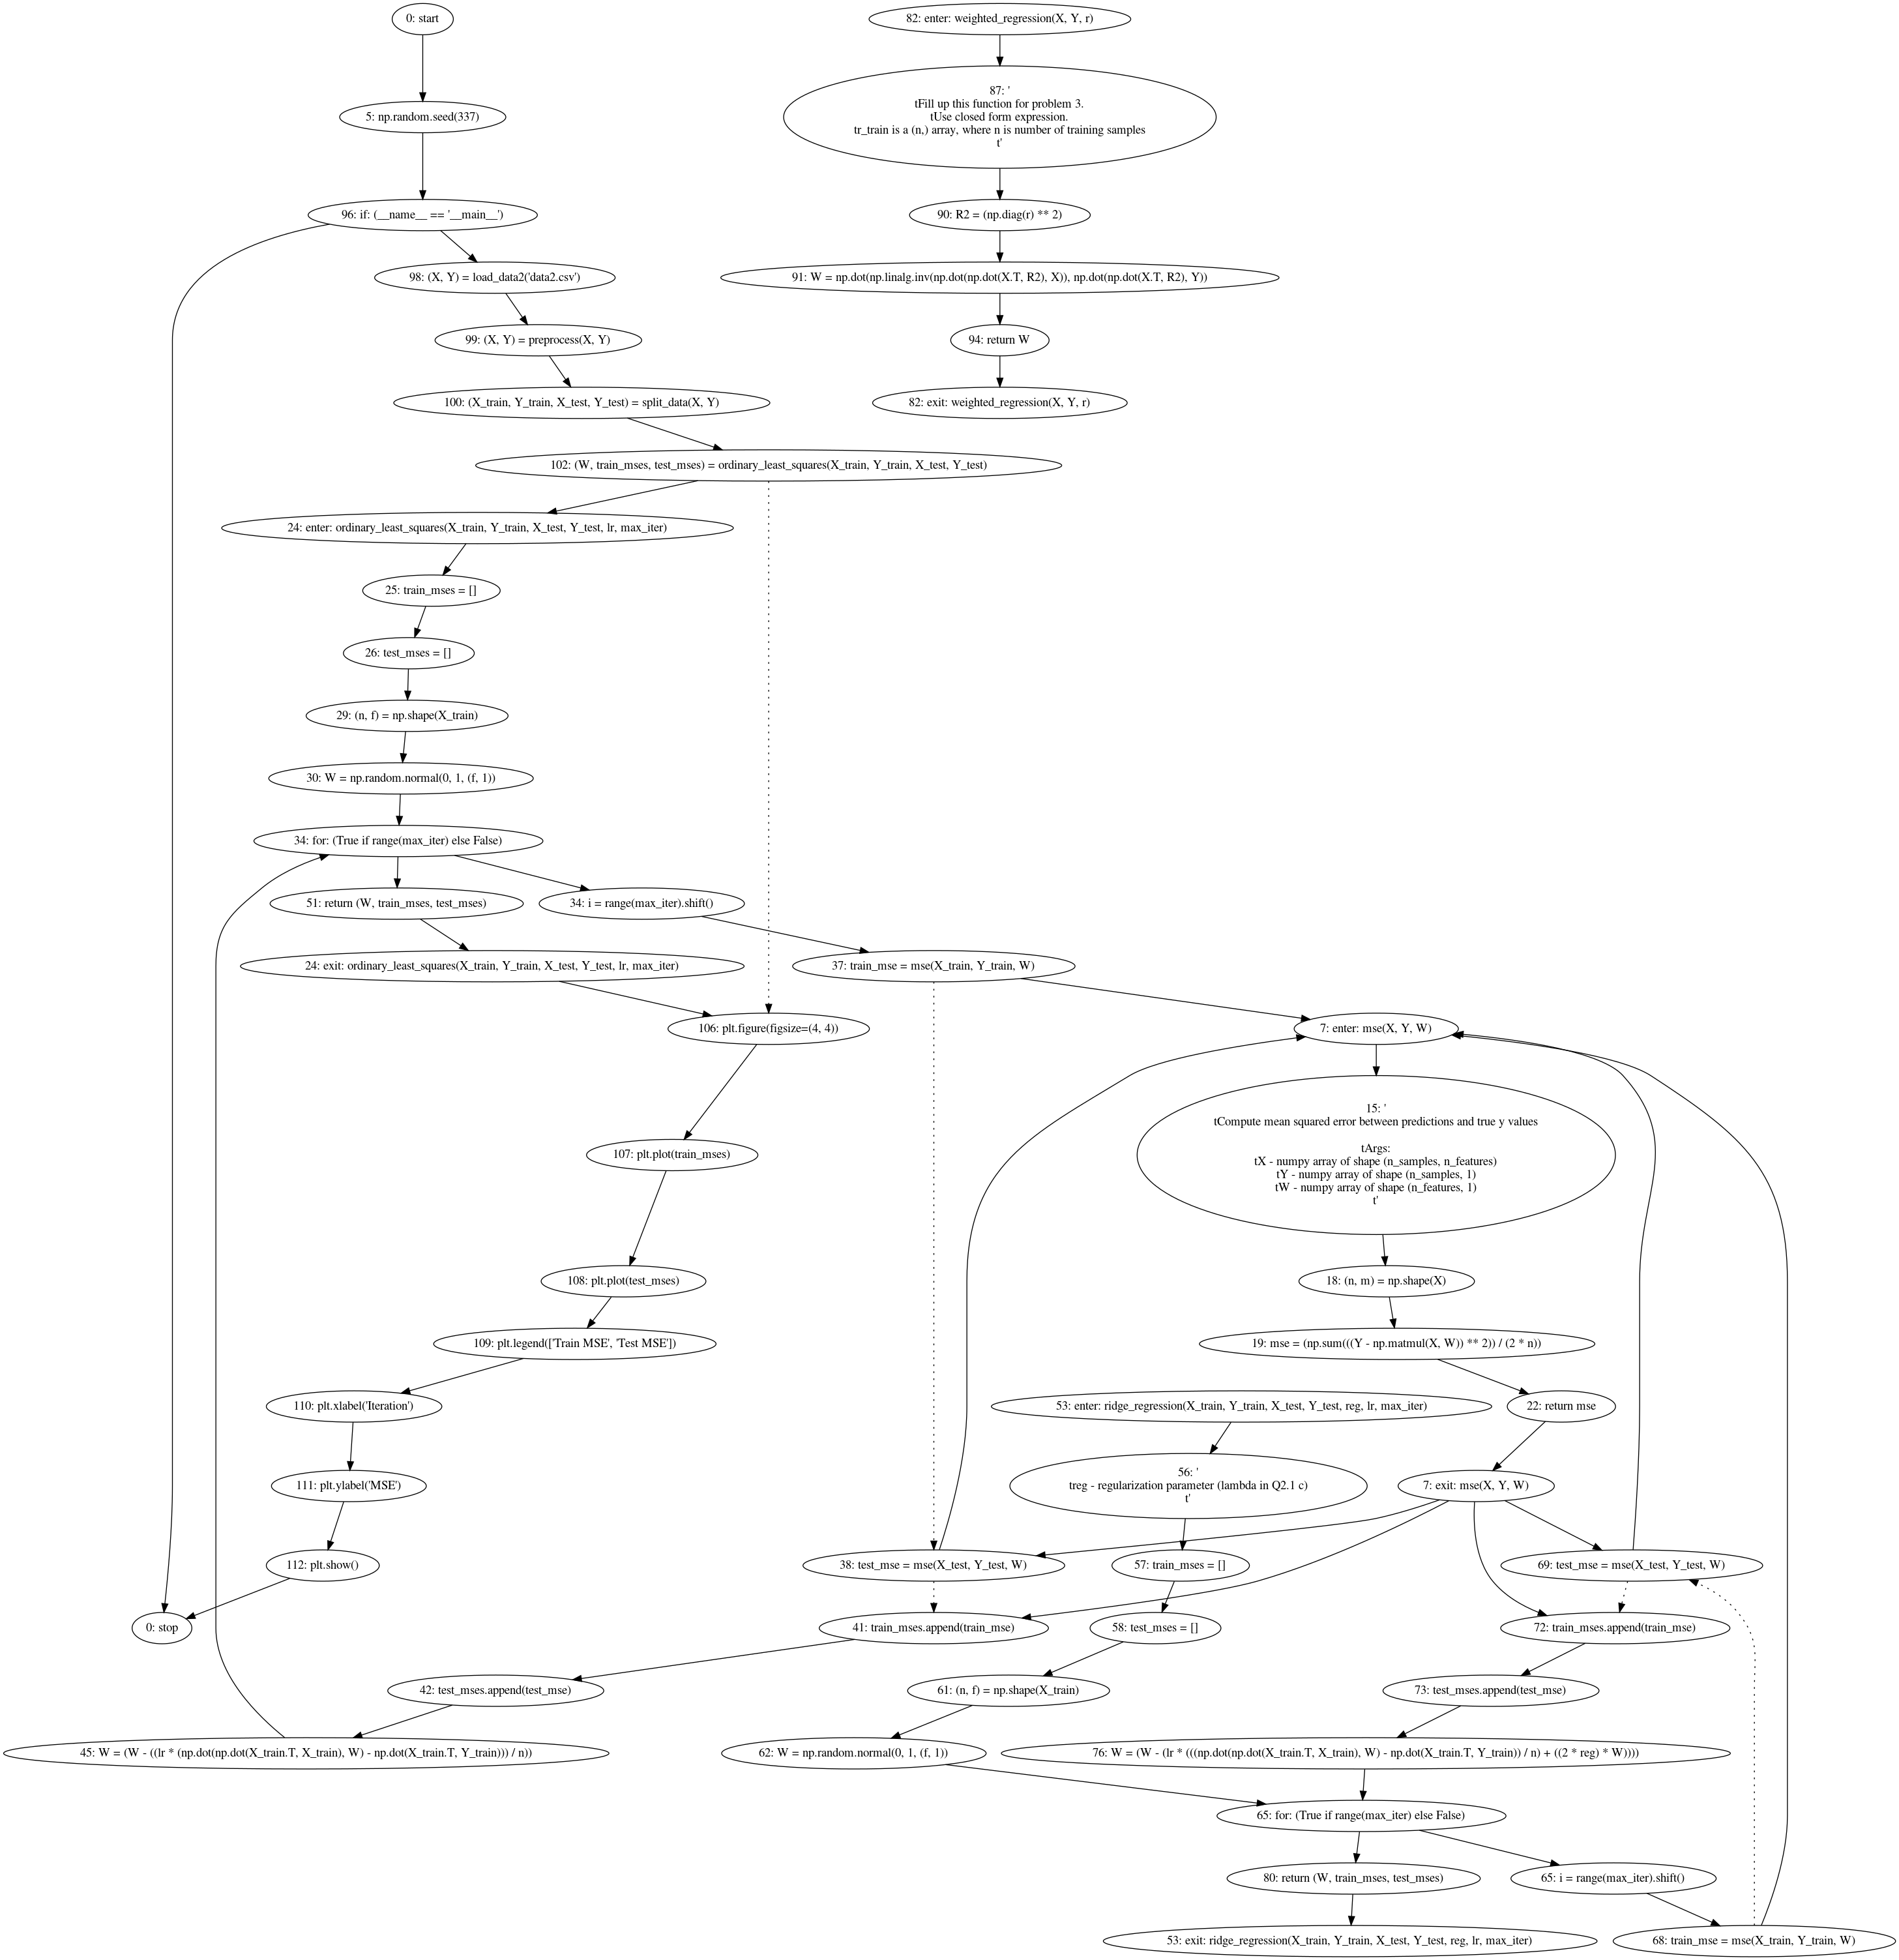 0: start
82: enter: weighted_regression(X, Y, r)
5: np.random.seed(337)
87: '
tFill up this function for problem 3.
tUse closed form expression.
tr_train is a (n,) array, where n is number of training samples
t'
96: if: (__name__ == '__main__')
90: R2 = (np.diag(r) ** 2)
98: (X, Y) = load_data2('data2.csv')
91: W = np.dot(np.linalg.inv(np.dot(np.dot(X.T, R2), X)), np.dot(np.dot(X.T, R2), Y))
99: (X, Y) = preprocess(X, Y)
94: return W
100: (X_train, Y_train, X_test, Y_test) = split_data(X, Y)
82: exit: weighted_regression(X, Y, r)
102: (W, train_mses, test_mses) = ordinary_least_squares(X_train, Y_train, X_test, Y_test)
24: enter: ordinary_least_squares(X_train, Y_train, X_test, Y_test, lr, max_iter)
25: train_mses = []
26: test_mses = []
29: (n, f) = np.shape(X_train)
30: W = np.random.normal(0, 1, (f, 1))
34: for: (True if range(max_iter) else False)
51: return (W, train_mses, test_mses)
34: i = range(max_iter).shift()
24: exit: ordinary_least_squares(X_train, Y_train, X_test, Y_test, lr, max_iter)
37: train_mse = mse(X_train, Y_train, W)
106: plt.figure(figsize=(4, 4))
7: enter: mse(X, Y, W)
107: plt.plot(train_mses)
15: '
tCompute mean squared error between predictions and true y values
tArgs:
tX - numpy array of shape (n_samples, n_features)
tY - numpy array of shape (n_samples, 1)
tW - numpy array of shape (n_features, 1)
t'
108: plt.plot(test_mses)
18: (n, m) = np.shape(X)
109: plt.legend(['Train MSE', 'Test MSE'])
19: mse = (np.sum(((Y - np.matmul(X, W)) ** 2)) / (2 * n))
110: plt.xlabel('Iteration')
53: enter: ridge_regression(X_train, Y_train, X_test, Y_test, reg, lr, max_iter)
22: return mse
111: plt.ylabel('MSE')
56: '
treg - regularization parameter (lambda in Q2.1 c)
t'
7: exit: mse(X, Y, W)
112: plt.show()
38: test_mse = mse(X_test, Y_test, W)
57: train_mses = []
69: test_mse = mse(X_test, Y_test, W)
0: stop
41: train_mses.append(train_mse)
58: test_mses = []
72: train_mses.append(train_mse)
42: test_mses.append(test_mse)
61: (n, f) = np.shape(X_train)
73: test_mses.append(test_mse)
45: W = (W - ((lr * (np.dot(np.dot(X_train.T, X_train), W) - np.dot(X_train.T, Y_train))) / n))
62: W = np.random.normal(0, 1, (f, 1))
76: W = (W - (lr * (((np.dot(np.dot(X_train.T, X_train), W) - np.dot(X_train.T, Y_train)) / n) + ((2 * reg) * W))))
65: for: (True if range(max_iter) else False)
80: return (W, train_mses, test_mses)
65: i = range(max_iter).shift()
53: exit: ridge_regression(X_train, Y_train, X_test, Y_test, reg, lr, max_iter)
68: train_mse = mse(X_train, Y_train, W)